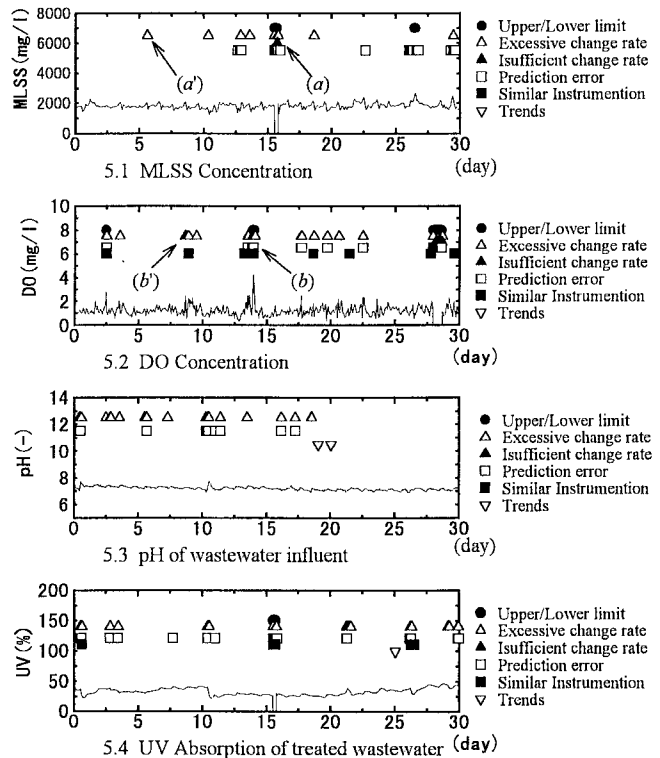 8000
6000
4000
2000
0
MLSS(mg/l)
(a')
(a)
0 5 10 15 20 25 30
5.1 MLSS Concentration
(day)
Upper/Lower limit
Excessive change rate
Isufficient change rate
Prediction error
Similar Instrumention
Trends
10
8
6
4
2
0
DO(mg/l)
(b')
(b)
0 5 10 15 20 25 30
5.2 DO Concentration
(day)
Upper/Lower limit
Excessive change rate
Isufficient change rate
Prediction error
Similar Instrumention
Trends
14
12
10
8
6
pH(-)
0 5 10 15 20 25 30
5.3 pH of wastewater influent
(day)
Upper/Lower limit
Excessive change rate
Isufficient change rate
Prediction error
Similar Instrumention
Trends
200
150
100
50
0
UV(%)
0 5 10 15 20 25 30
5.4 UV Absorption of treated wastewater
(day)
Upper/Lower limit
Excessive change rate
Isufficient change rate
Prediction error
Similar Instrumention
Trends